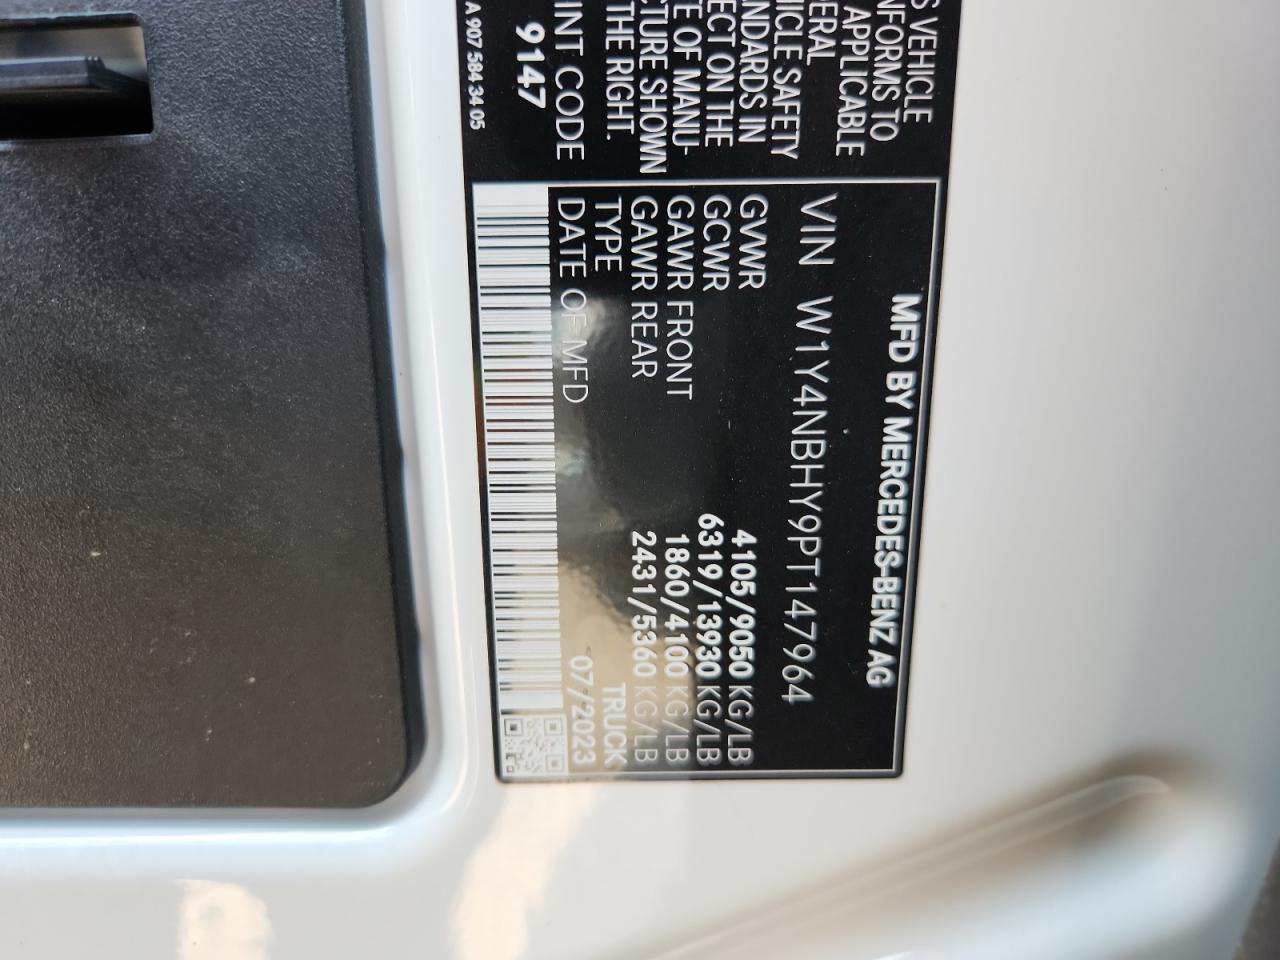 S VEHICLE
NFORMS TO
APPLICABLE
DERAL
HICLE SAFETY
NDARDS IN
ECT ON THE
TE OF MANU-
CTURE SHOWN
THE RIGHT.
INT CODE
9147
A 907 584 34 05
MFD BY MERCEDES-BENZ AG
VIN W1Y4NBHY9PT147964
GVWR 4105/9050 KG/LB
GCWR 6319/13930 KG/LB
GAWR FRONT 1860/4100 KG/LB
GAWR REAR 2431/5360 KG/LB
TYPE TRUCK
DATE OF MFD 07/2023